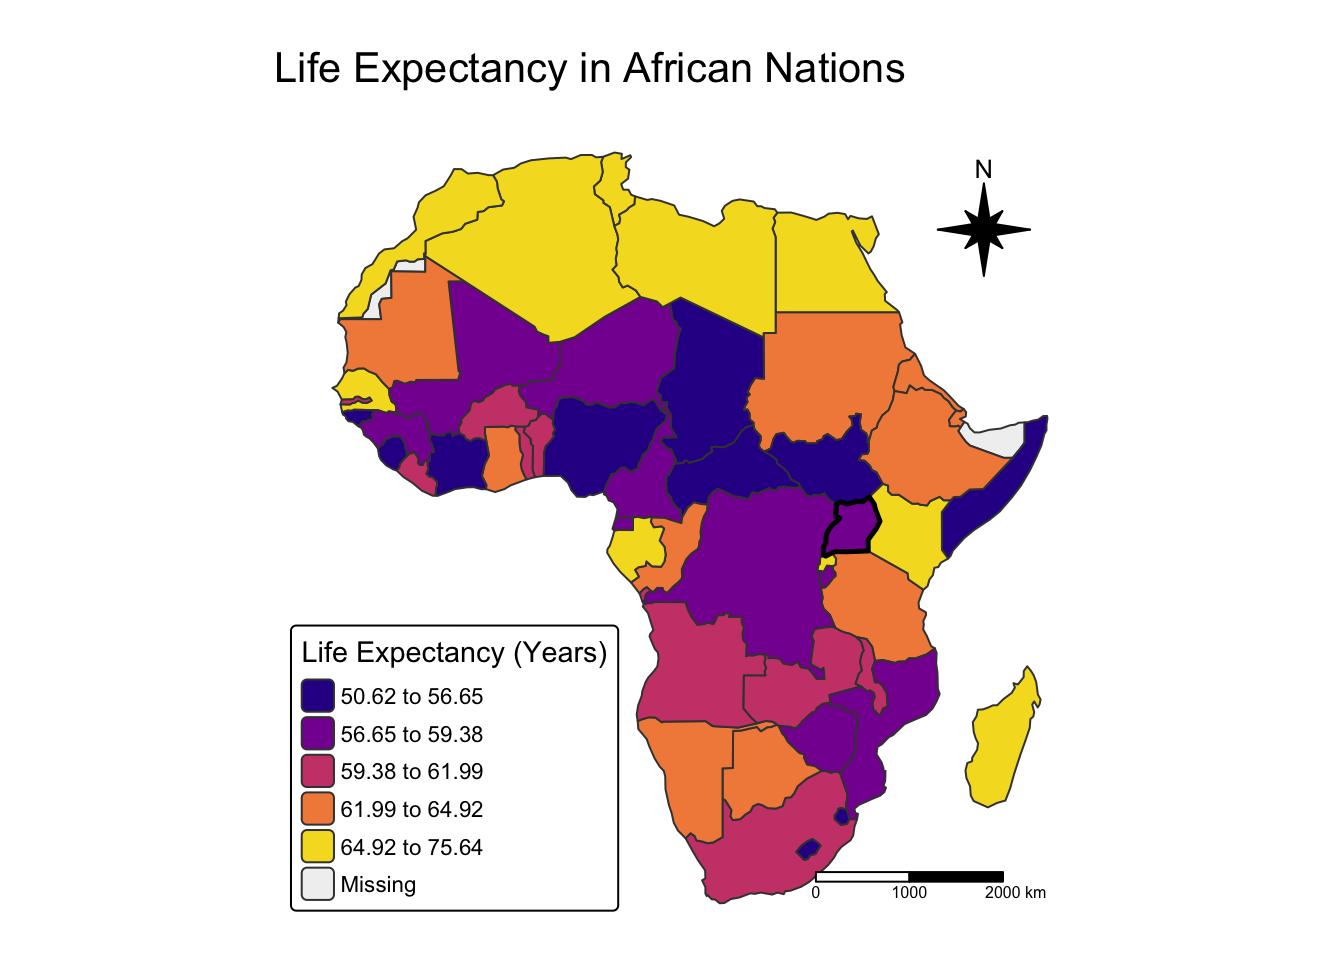 Life Expectancy in African Nations
N
Life Expectancy (Years)
50.62 to 56.65
56.65 to 59.38
59.38 to 61.99
61.99 to 64.92
64.92 to 75.64
Missing
0 1000 2000 km